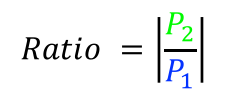 Ratio = |P₂/P₁|